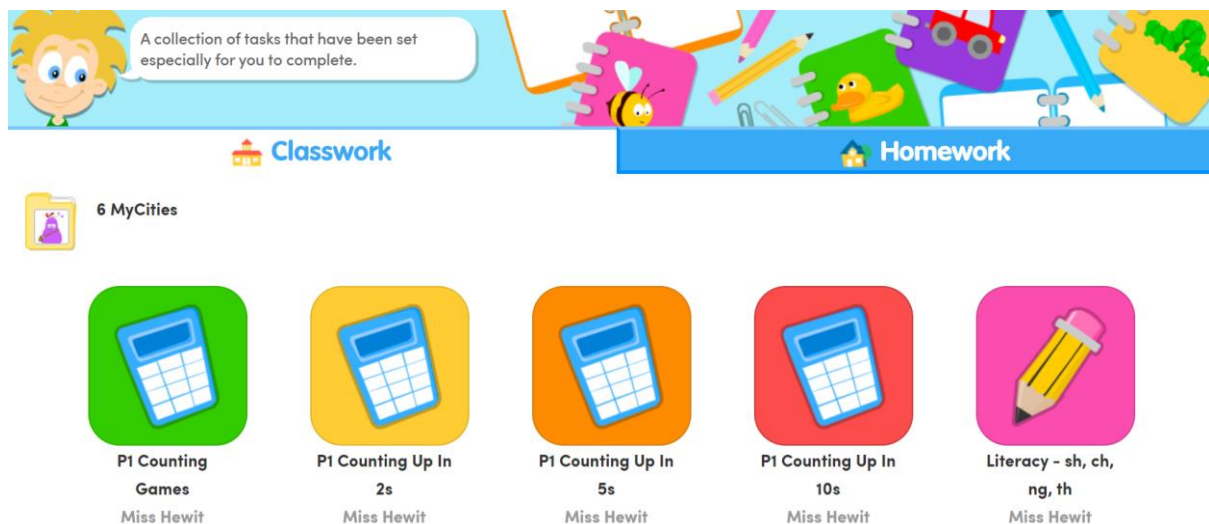 A collection of tasks that have been set
especially for you to complete.
Classwork
Homework
6 MyCities
P1 Counting
Games
Miss Hewit
P1 Counting Up In
2s
Miss Hewit
P1 Counting Up In
5s
Miss Hewit
P1 Counting Up In
10s
Miss Hewit
Literacy - sh, ch,
ng, th
Miss Hewit